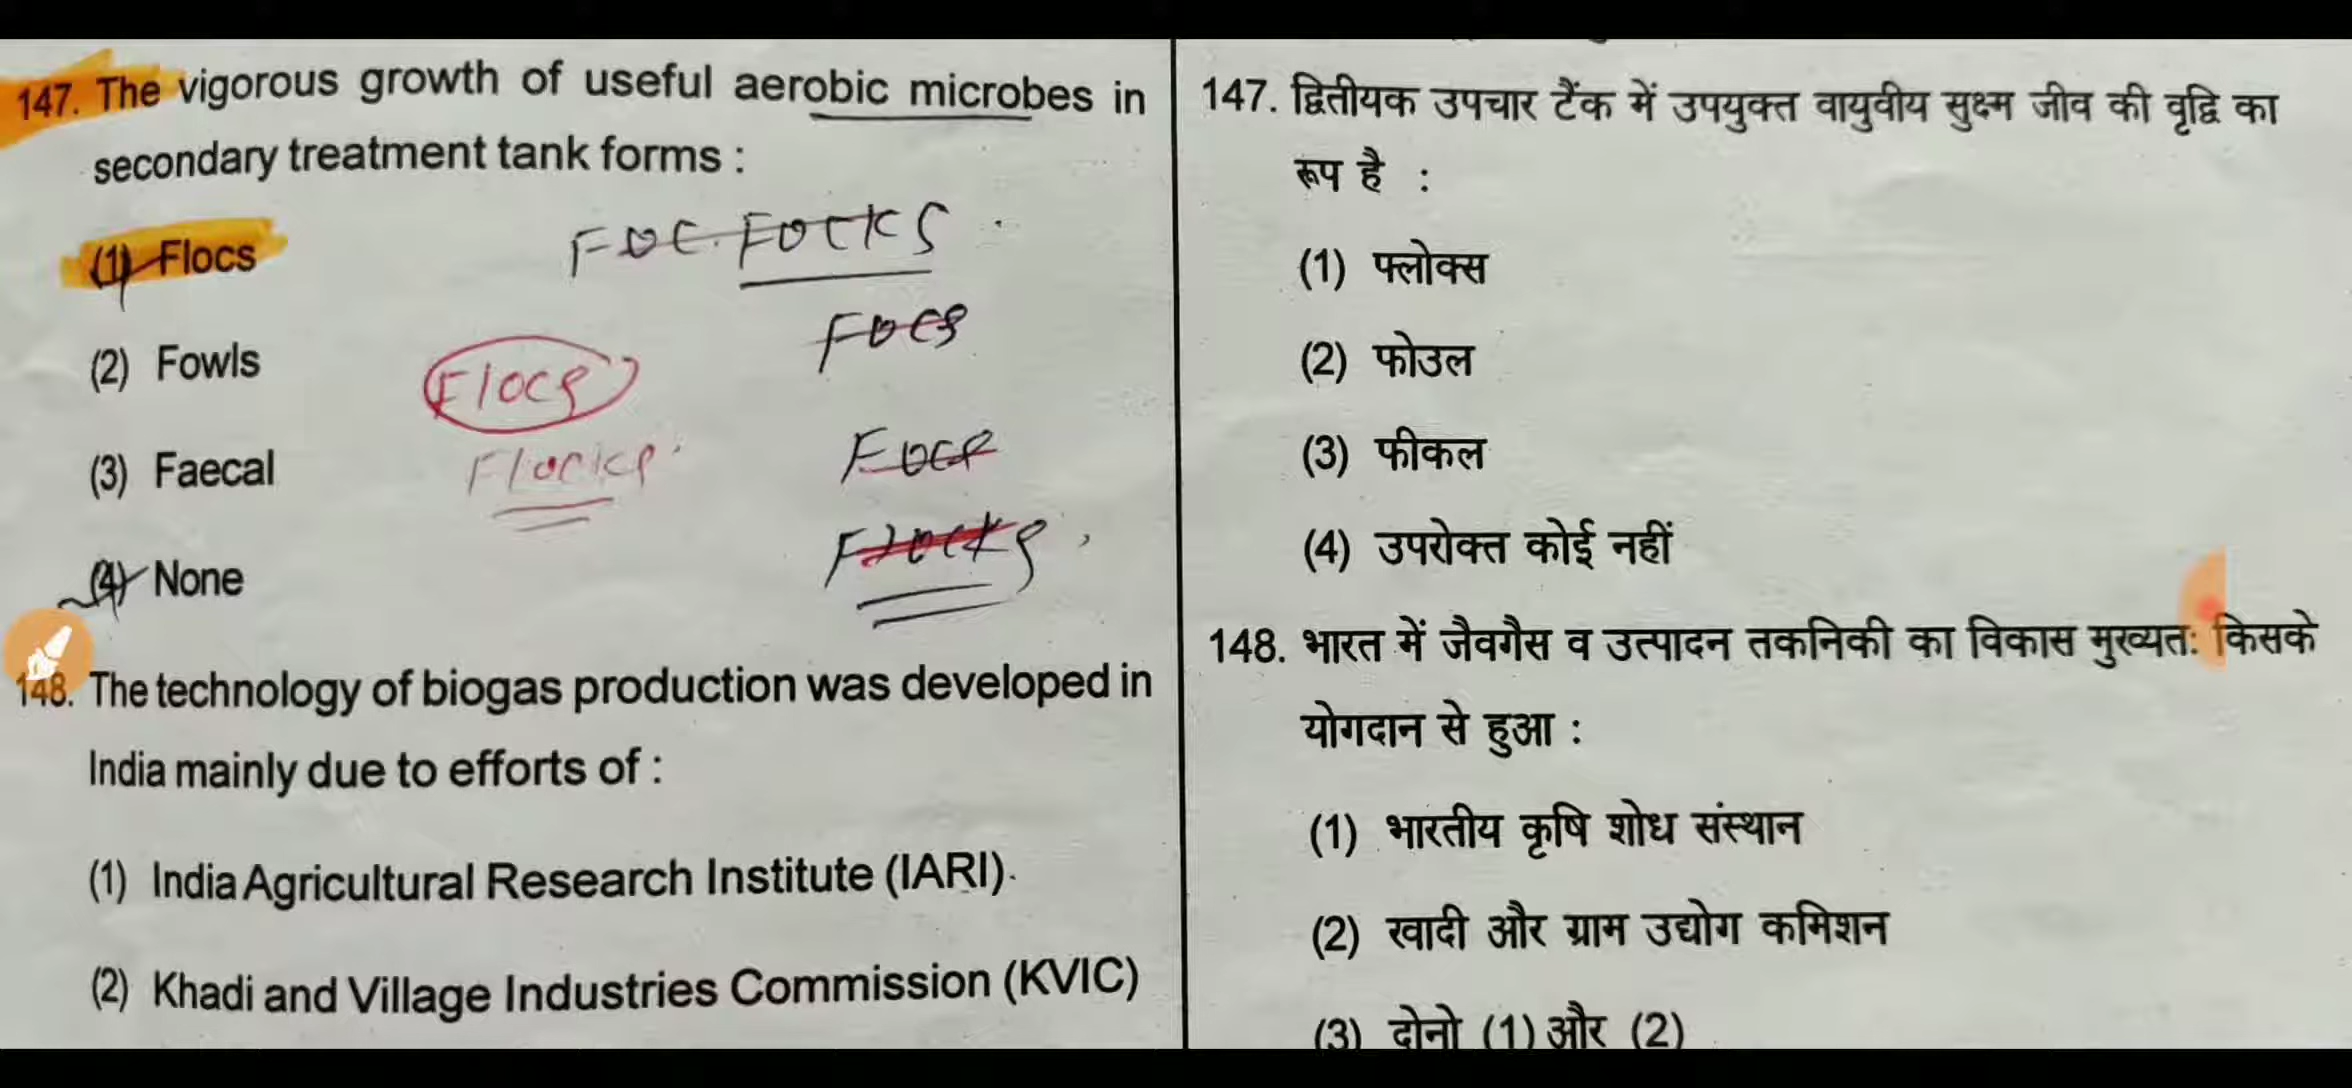 147. The vigorous growth of useful aerobic microbes in
secondary treatment tank forms :
(1) Flocs
(2) Fowls
(3) Faecal
(4) None
FOC. FOCKS
FOCS
Flocs
Flocks
Flocks
148. The technology of biogas production was developed in
India mainly due to efforts of :
(1) India Agricultural Research Institute (IARI).
(2) Khadi and Village Industries Commission (KVIC)
147. द्वितीयक उपचार टैंक में उपयुक्त वायुवीय सुक्ष्म जीव की वृद्वि का
रूप है :
(1) फ्लोक्स
(2) फोउल
(3) फीकल
(4) उपरोक्त कोई नहीं
148. भारत में जैवगैस व उत्पादन तकनिकी का विकास मुख्यतः किसके
योगदान से हुआ :
(1) भारतीय कृषि शोध संस्थान
(2) खादी और ग्राम उद्योग कमिशन
(3) दोनो (1) और (2)